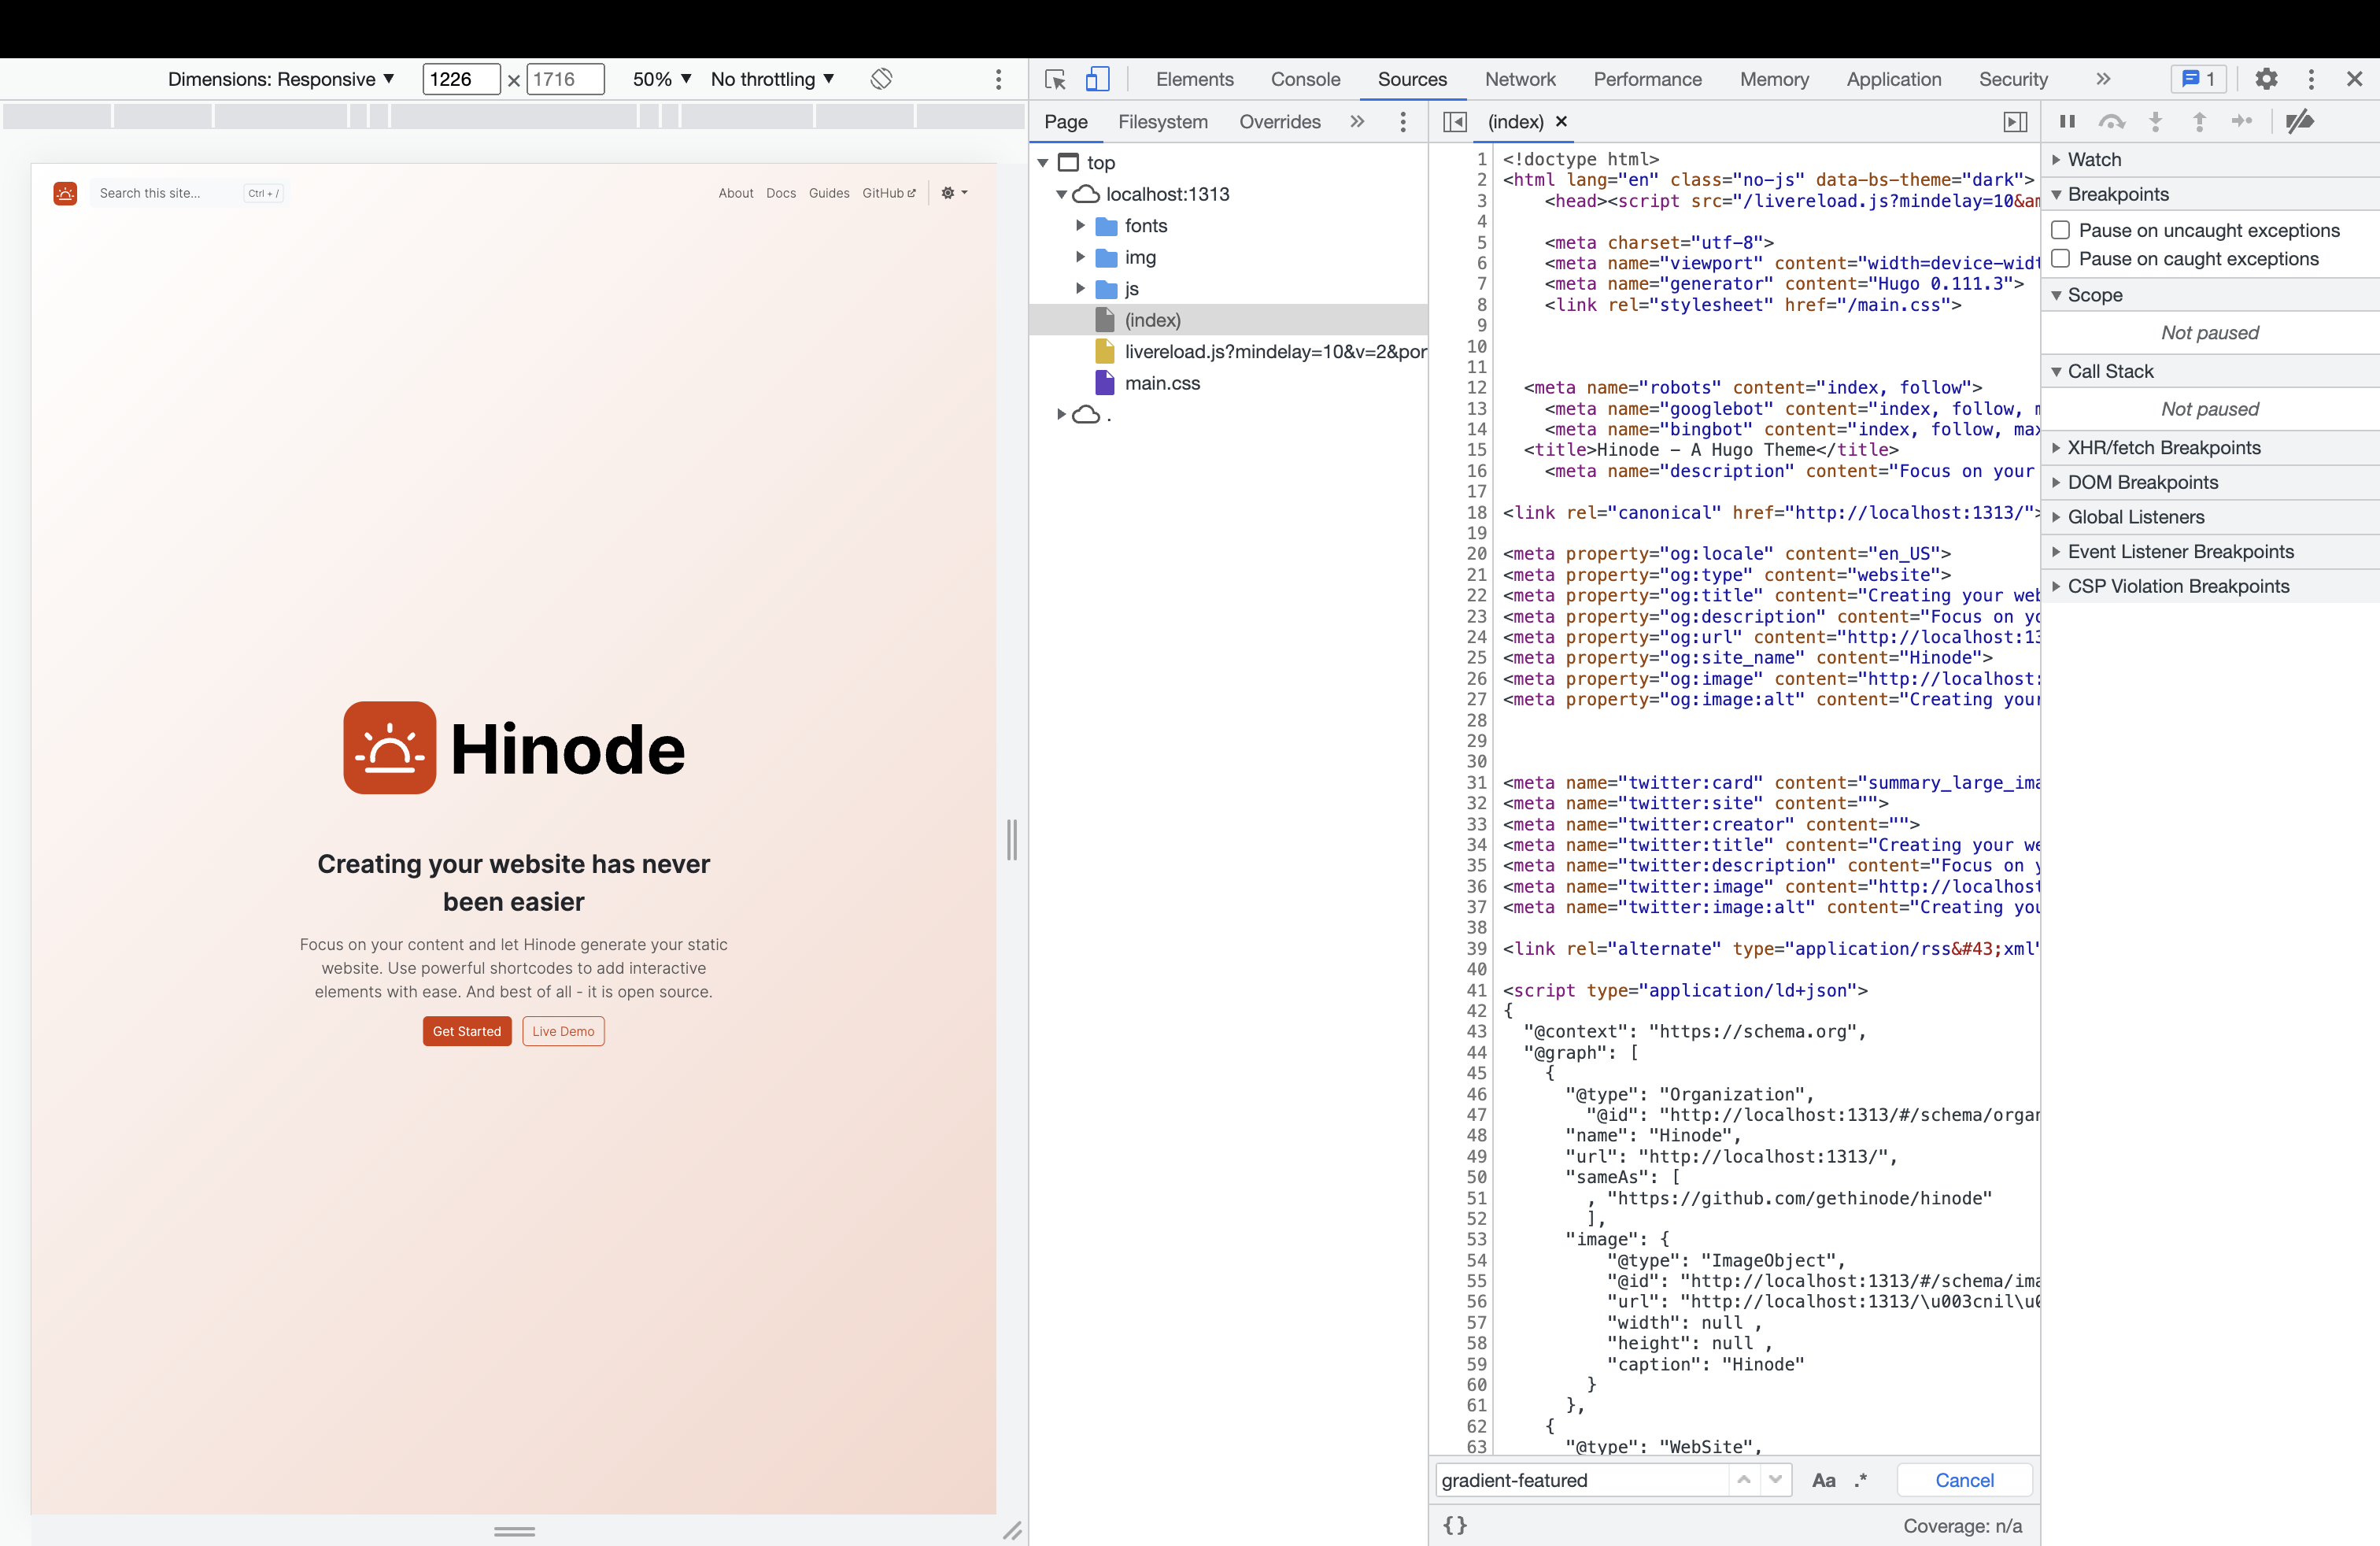 Dimensions: Responsive ▼ 1226 × 1716 50% ▼ No throttling ▼
Search this site... Ctrl + / About Docs Guides GitHub
Hinode
Creating your website has never
been easier
Focus on your content and let Hinode generate your static
website. Use powerful shortcodes to add interactive
elements with ease. And best of all - it is open source.
Get Started Live Demo
Elements Console Sources Network Performance Memory Application Security » 1
Page Filesystem Overrides »
top
localhost:1313
fonts
img
js
(index)
livereload.js?mindelay=10&v=2&por
main.css
.
(index) ×
1 <!doctype html>
2 <html lang="en" class="no-js" data-bs-theme="dark">
3 <head><script src="/livereload.js?mindelay=10&am
4
5 <meta charset="utf-8">
6 <meta name="viewport" content="width=device-widt
7 <meta name="generator" content="Hugo 0.111.3">
8 <link rel="stylesheet" href="/main.css">
9
10
11
12 <meta name="robots" content="index, follow">
13 <meta name="googlebot" content="index, follow, m
14 <meta name="bingbot" content="index, follow, max
15 <title>Hinode – A Hugo Theme</title>
16 <meta name="description" content="Focus on your
17
18 <link rel="canonical" href="http://localhost:1313/">
19
20 <meta property="og:locale" content="en_US">
21 <meta property="og:type" content="website">
22 <meta property="og:title" content="Creating your web
23 <meta property="og:description" content="Focus on yo
24 <meta property="og:url" content="http://localhost:13
25 <meta property="og:site_name" content="Hinode">
26 <meta property="og:image" content="http://localhost:
27 <meta property="og:image:alt" content="Creating your
28
29
30
31 <meta name="twitter:card" content="summary_large_ima
32 <meta name="twitter:site" content="">
33 <meta name="twitter:creator" content="">
34 <meta name="twitter:title" content="Creating your we
35 <meta name="twitter:description" content="Focus on y
36 <meta name="twitter:image" content="http://localhost
37 <meta name="twitter:image:alt" content="Creating you
38
39 <link rel="alternate" type="application/rss&#43;xml"
40
41 <script type="application/ld+json">
42 {
43 "@context": "https://schema.org",
44 "@graph": [
45 {
46 "@type": "Organization",
47 "@id": "http://localhost:1313/#/schema/organ
48 "name": "Hinode",
49 "url": "http://localhost:1313/",
50 "sameAs": [
51 , "https://github.com/gethinode/hinode"
52 ],
53 "image": {
54 "@type": "ImageObject",
55 "@id": "http://localhost:1313/#/schema/ima
56 "url": "http://localhost:1313/\u003cnil\u0
57 "width": null ,
58 "height": null ,
59 "caption": "Hinode"
60 }
61 },
62 {
63 "@type": "WebSite",
gradient-featured Aa .* Cancel
{} Coverage: n/a
Watch
Breakpoints
Pause on uncaught exceptions
Pause on caught exceptions
Scope
Not paused
Call Stack
Not paused
XHR/fetch Breakpoints
DOM Breakpoints
Global Listeners
Event Listener Breakpoints
CSP Violation Breakpoints